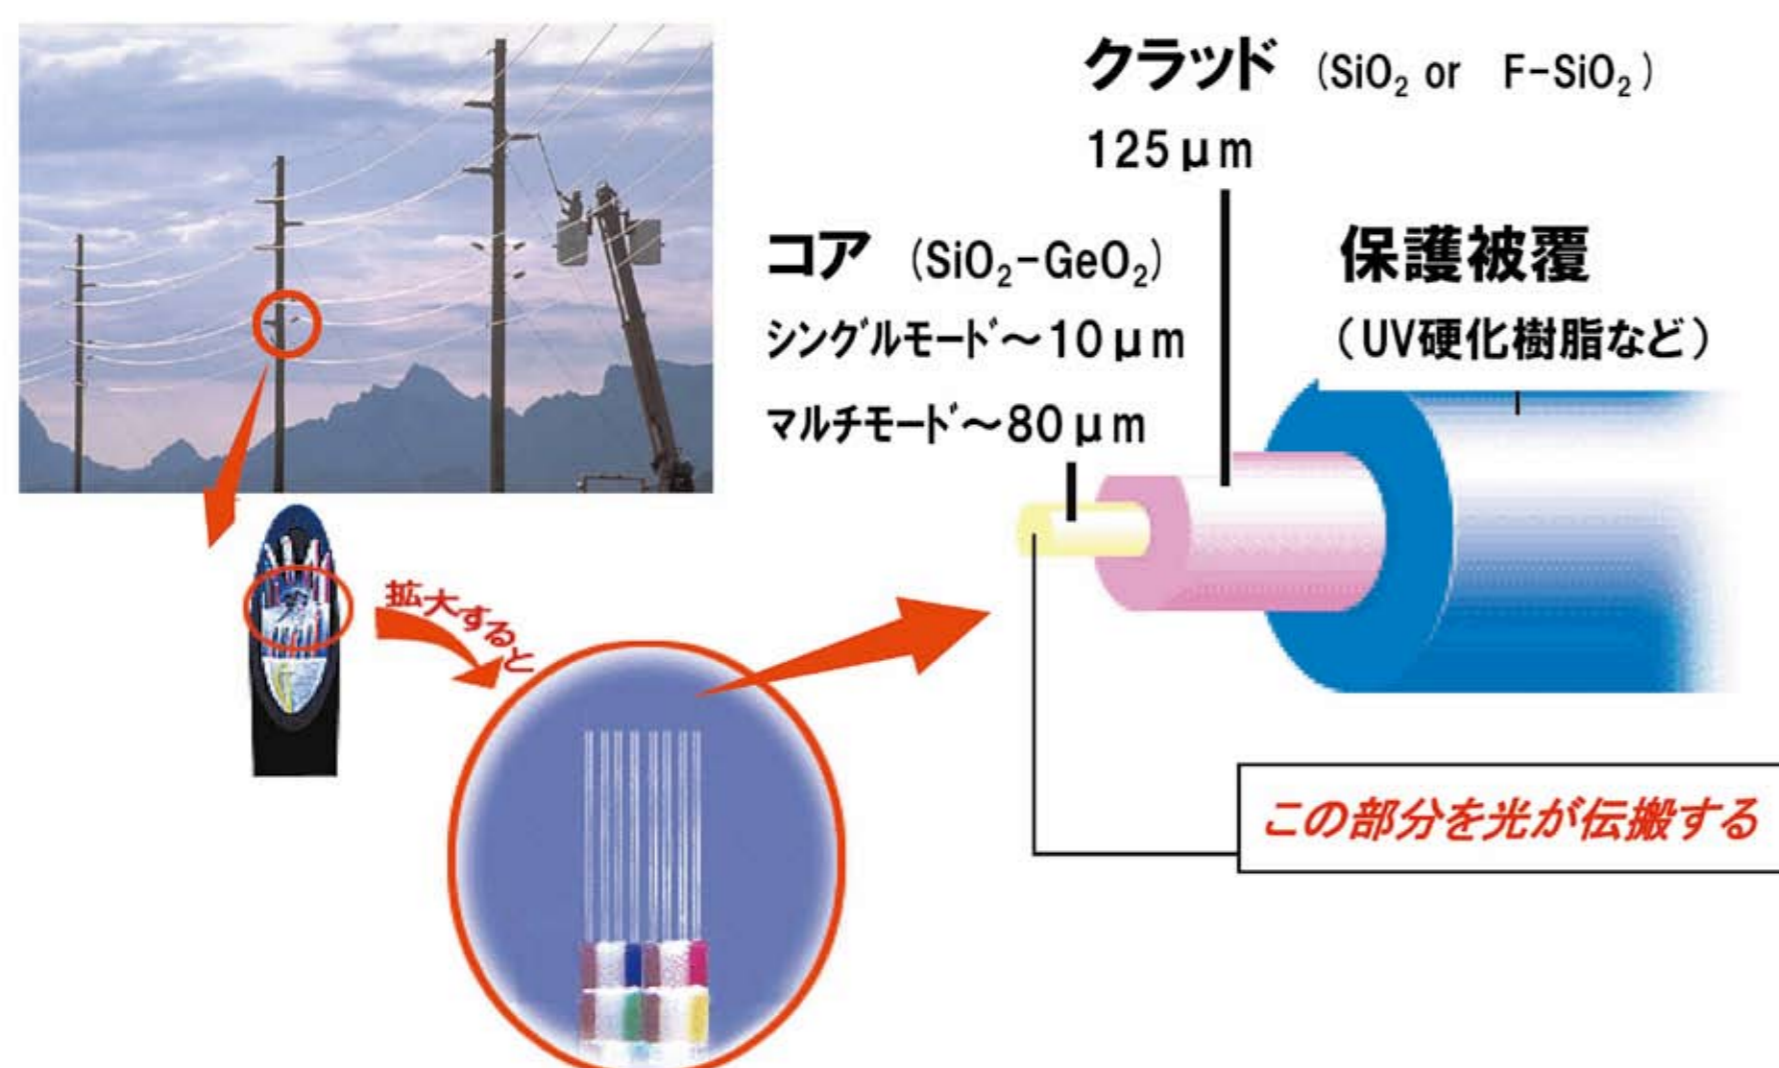 クラッド (SiO₂ or F-SiO₂)
125μm
コア (SiO₂-GeO₂)
シングルモード~10μm
マルチモード~80μm
保護被覆
(UV硬化樹脂など)
拡大すると
この部分を光が伝搬する